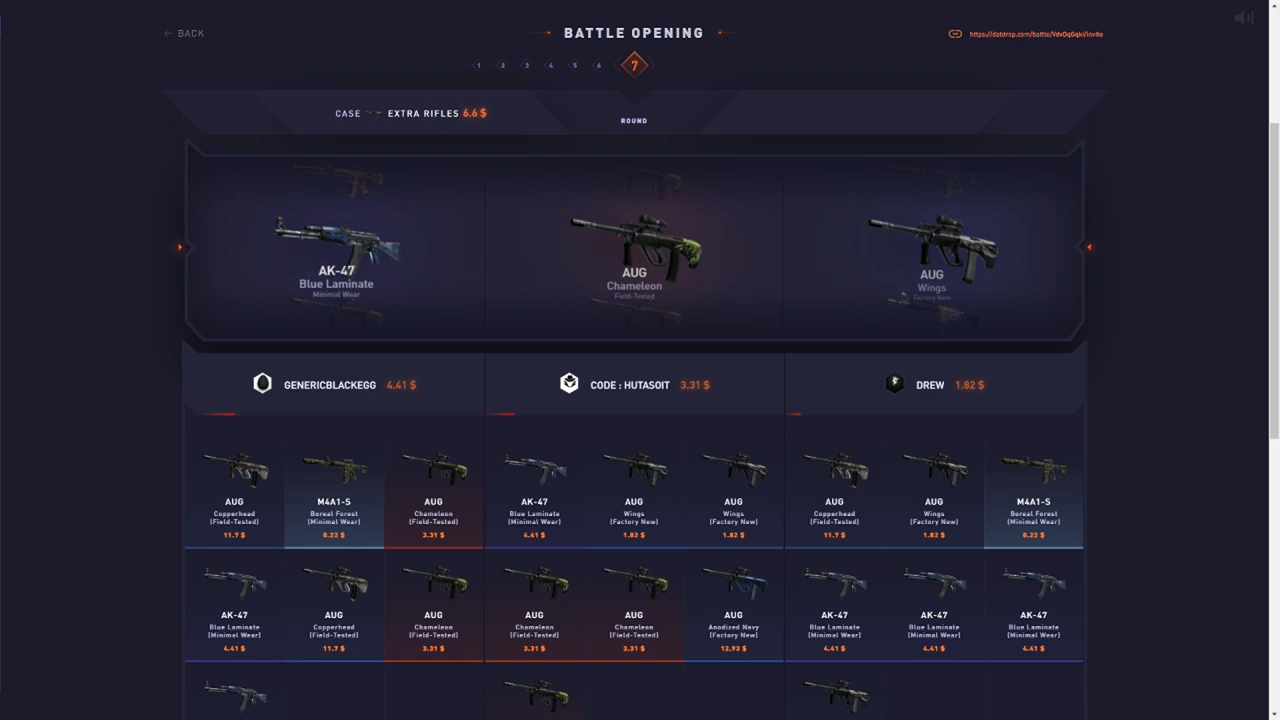 BACK
BATTLE OPENING
https://datdrop.com/battle/VdvDqGqkl/invite
1 2 3 4 5 6 7
CASE EXTRA RIFLES 6.6 $
ROUND
AK-47
Blue Laminate
Minimal Wear
AUG
Chameleon
Field-Tested
AUG
Wings
Factory New
GENERICBLACKEGG 4.41 $
CODE : HUTASOIT 3.31 $
DREW 1.82 $
AUG
Copperhead
(Field-Tested)
11.7 $
M4A1-S
Boreal Forest
(Minimal Wear)
8.22 $
AUG
Chameleon
(Field-Tested)
3.31 $
AK-47
Blue Laminate
(Minimal Wear)
4.41 $
AUG
Wings
(Factory New)
1.82 $
AUG
Wings
(Factory New)
1.82 $
AUG
Copperhead
(Field-Tested)
11.7 $
AUG
Wings
(Factory New)
1.82 $
M4A1-S
Boreal Forest
(Minimal Wear)
8.22 $
AK-47
Blue Laminate
(Minimal Wear)
4.41 $
AUG
Copperhead
(Field-Tested)
11.7 $
AUG
Chameleon
(Field-Tested)
3.31 $
AUG
Chameleon
(Field-Tested)
3.31 $
AUG
Chameleon
(Field-Tested)
3.31 $
AUG
Anodized Navy
(Factory New)
12.93 $
AK-47
Blue Laminate
(Minimal Wear)
4.41 $
AK-47
Blue Laminate
(Minimal Wear)
4.41 $
AK-47
Blue Laminate
(Minimal Wear)
4.41 $